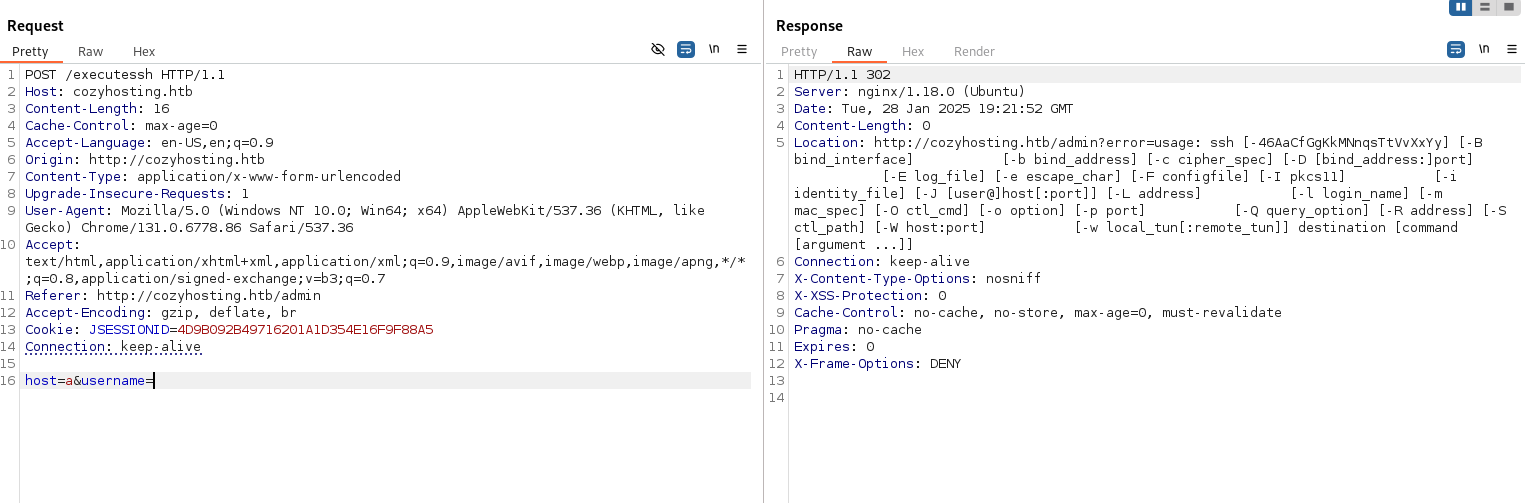 Request
Pretty Raw Hex \n
1 POST /executessh HTTP/1.1
2 Host: cozyhosting.htb
3 Content-Length: 16
4 Cache-Control: max-age=0
5 Accept-Language: en-US,en;q=0.9
6 Origin: http://cozyhosting.htb
7 Content-Type: application/x-www-form-urlencoded
8 Upgrade-Insecure-Requests: 1
9 User-Agent: Mozilla/5.0 (Windows NT 10.0; Win64; x64) AppleWebKit/537.36 (KHTML, like
Gecko) Chrome/131.0.6778.86 Safari/537.36
10 Accept:
text/html,application/xhtml+xml,application/xml;q=0.9,image/avif,image/webp,image/apng,*/*
;q=0.8,application/signed-exchange;v=b3;q=0.7
11 Referer: http://cozyhosting.htb/admin
12 Accept-Encoding: gzip, deflate, br
13 Cookie: JSESSIONID=4D9B092B49716201A1D354E16F9F88A5
14 Connection: keep-alive
15
16 host=a&username=
Response
Pretty Raw Hex Render \n
1 HTTP/1.1 302
2 Server: nginx/1.18.0 (Ubuntu)
3 Date: Tue, 28 Jan 2025 19:21:52 GMT
4 Content-Length: 0
5 Location: http://cozyhosting.htb/admin?error=usage: ssh [-46AaCfGgKkMNnqsTtVvXxYy] [-B
bind_interface] [-b bind_address] [-c cipher_spec] [-D [bind_address:]port]
[-E log_file] [-e escape_char] [-F configfile] [-I pkcs11] [-i
identity_file] [-J [user@]host[:port]] [-L address] [-l login_name] [-m
mac_spec] [-O ctl_cmd] [-o option] [-p port] [-Q query_option] [-R address] [-S
ctl_path] [-W host:port] [-w local_tun[:remote_tun]] destination [command
[argument ...]]
6 Connection: keep-alive
7 X-Content-Type-Options: nosniff
8 X-XSS-Protection: 0
9 Cache-Control: no-cache, no-store, max-age=0, must-revalidate
10 Pragma: no-cache
11 Expires: 0
12 X-Frame-Options: DENY
13
14